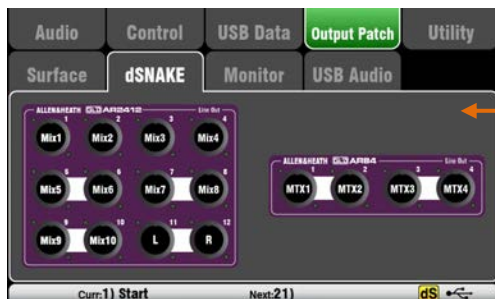 Audio Control USB Data Output Patch Utility
Surface dSNAKE Monitor USB Audio
ALLEN&HEATH GLD AR2412 Line Out
1 2 3 4
Mix1 Mix2 Mix3 Mix4
5 6 7 8
Mix5 Mix6 Mix7 Mix8
9 10 11 12
Mix9 Mix10 L R
ALLEN&HEATH GLD AR84 Line Out
1 2 3 4
MTX1 MTX2 MTX3 MTX4
Curr:1) Start Next:21) dS